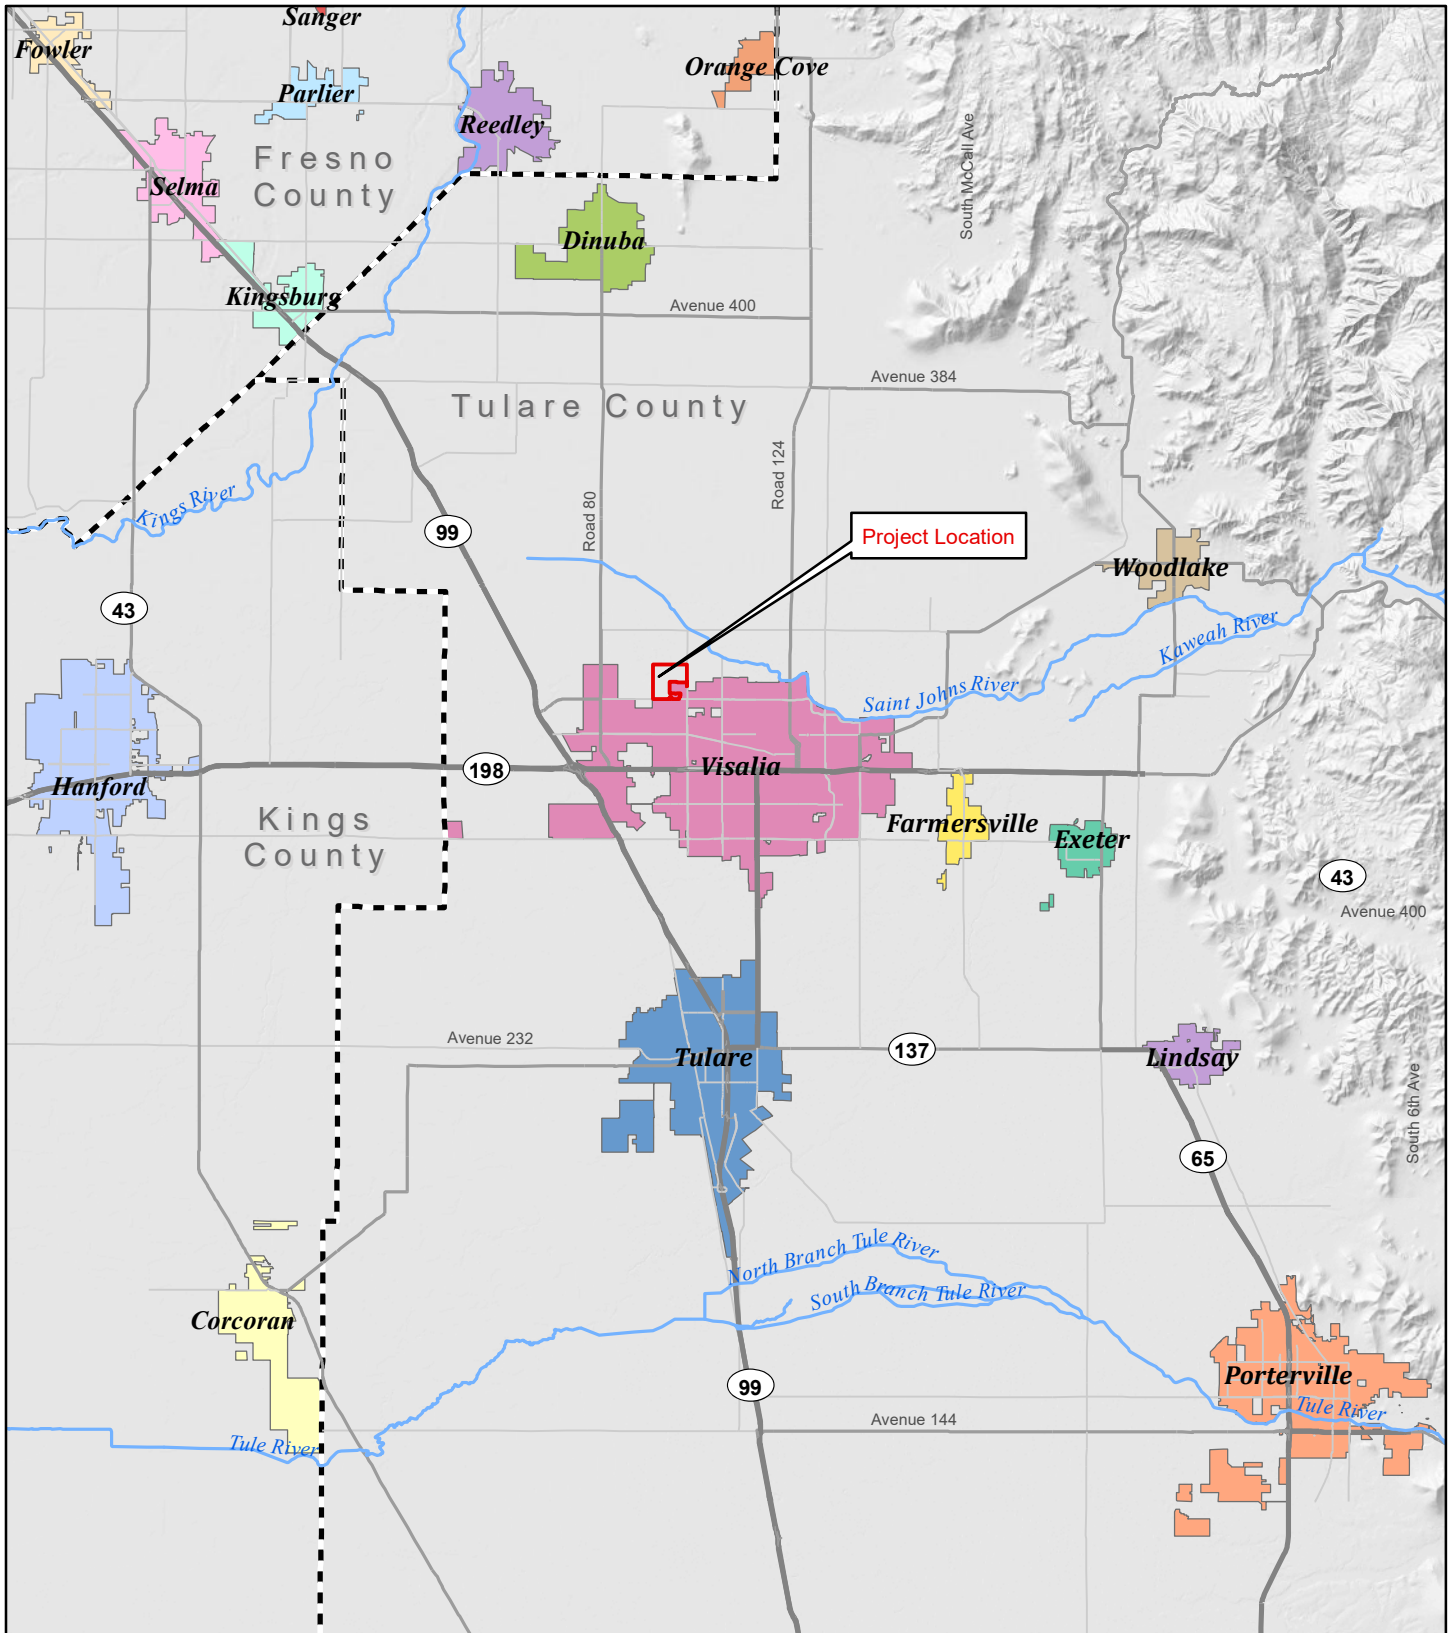 Sanger
Fowler
Orange Cove
Parlier
Reedley
Fresno
County
Selma
South McCall Ave
Dinuba
Kingsburg
Avenue 400
Avenue 384
Tulare County
Road 124
Kings River
Road 80
99
Project Location
Woodlake
43
Kaweah River
Saint Johns River
Visalia
198
Hanford
Kings
County
Farmersville
Exeter
43
Avenue 400
Avenue 232
Tulare
137
Lindsay
South 6th Ave
65
North Branch Tule River
South Branch Tule River
Corcoran
Porterville
99
Tule River
Avenue 144
Tule River